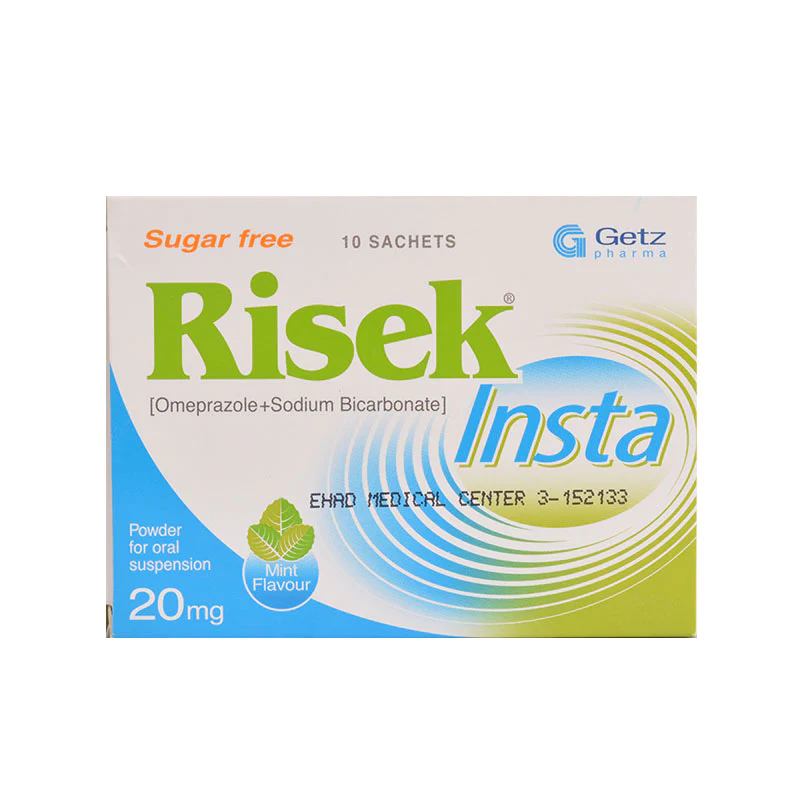 Sugar free
10 SACHETS
Getz
pharma
Risek®
Insta
[Omeprazole+Sodium Bicarbonate]
EHAD MEDICAL CENTER 3-152133
Powder
for oral
suspension
20mg
Mint
Flavour